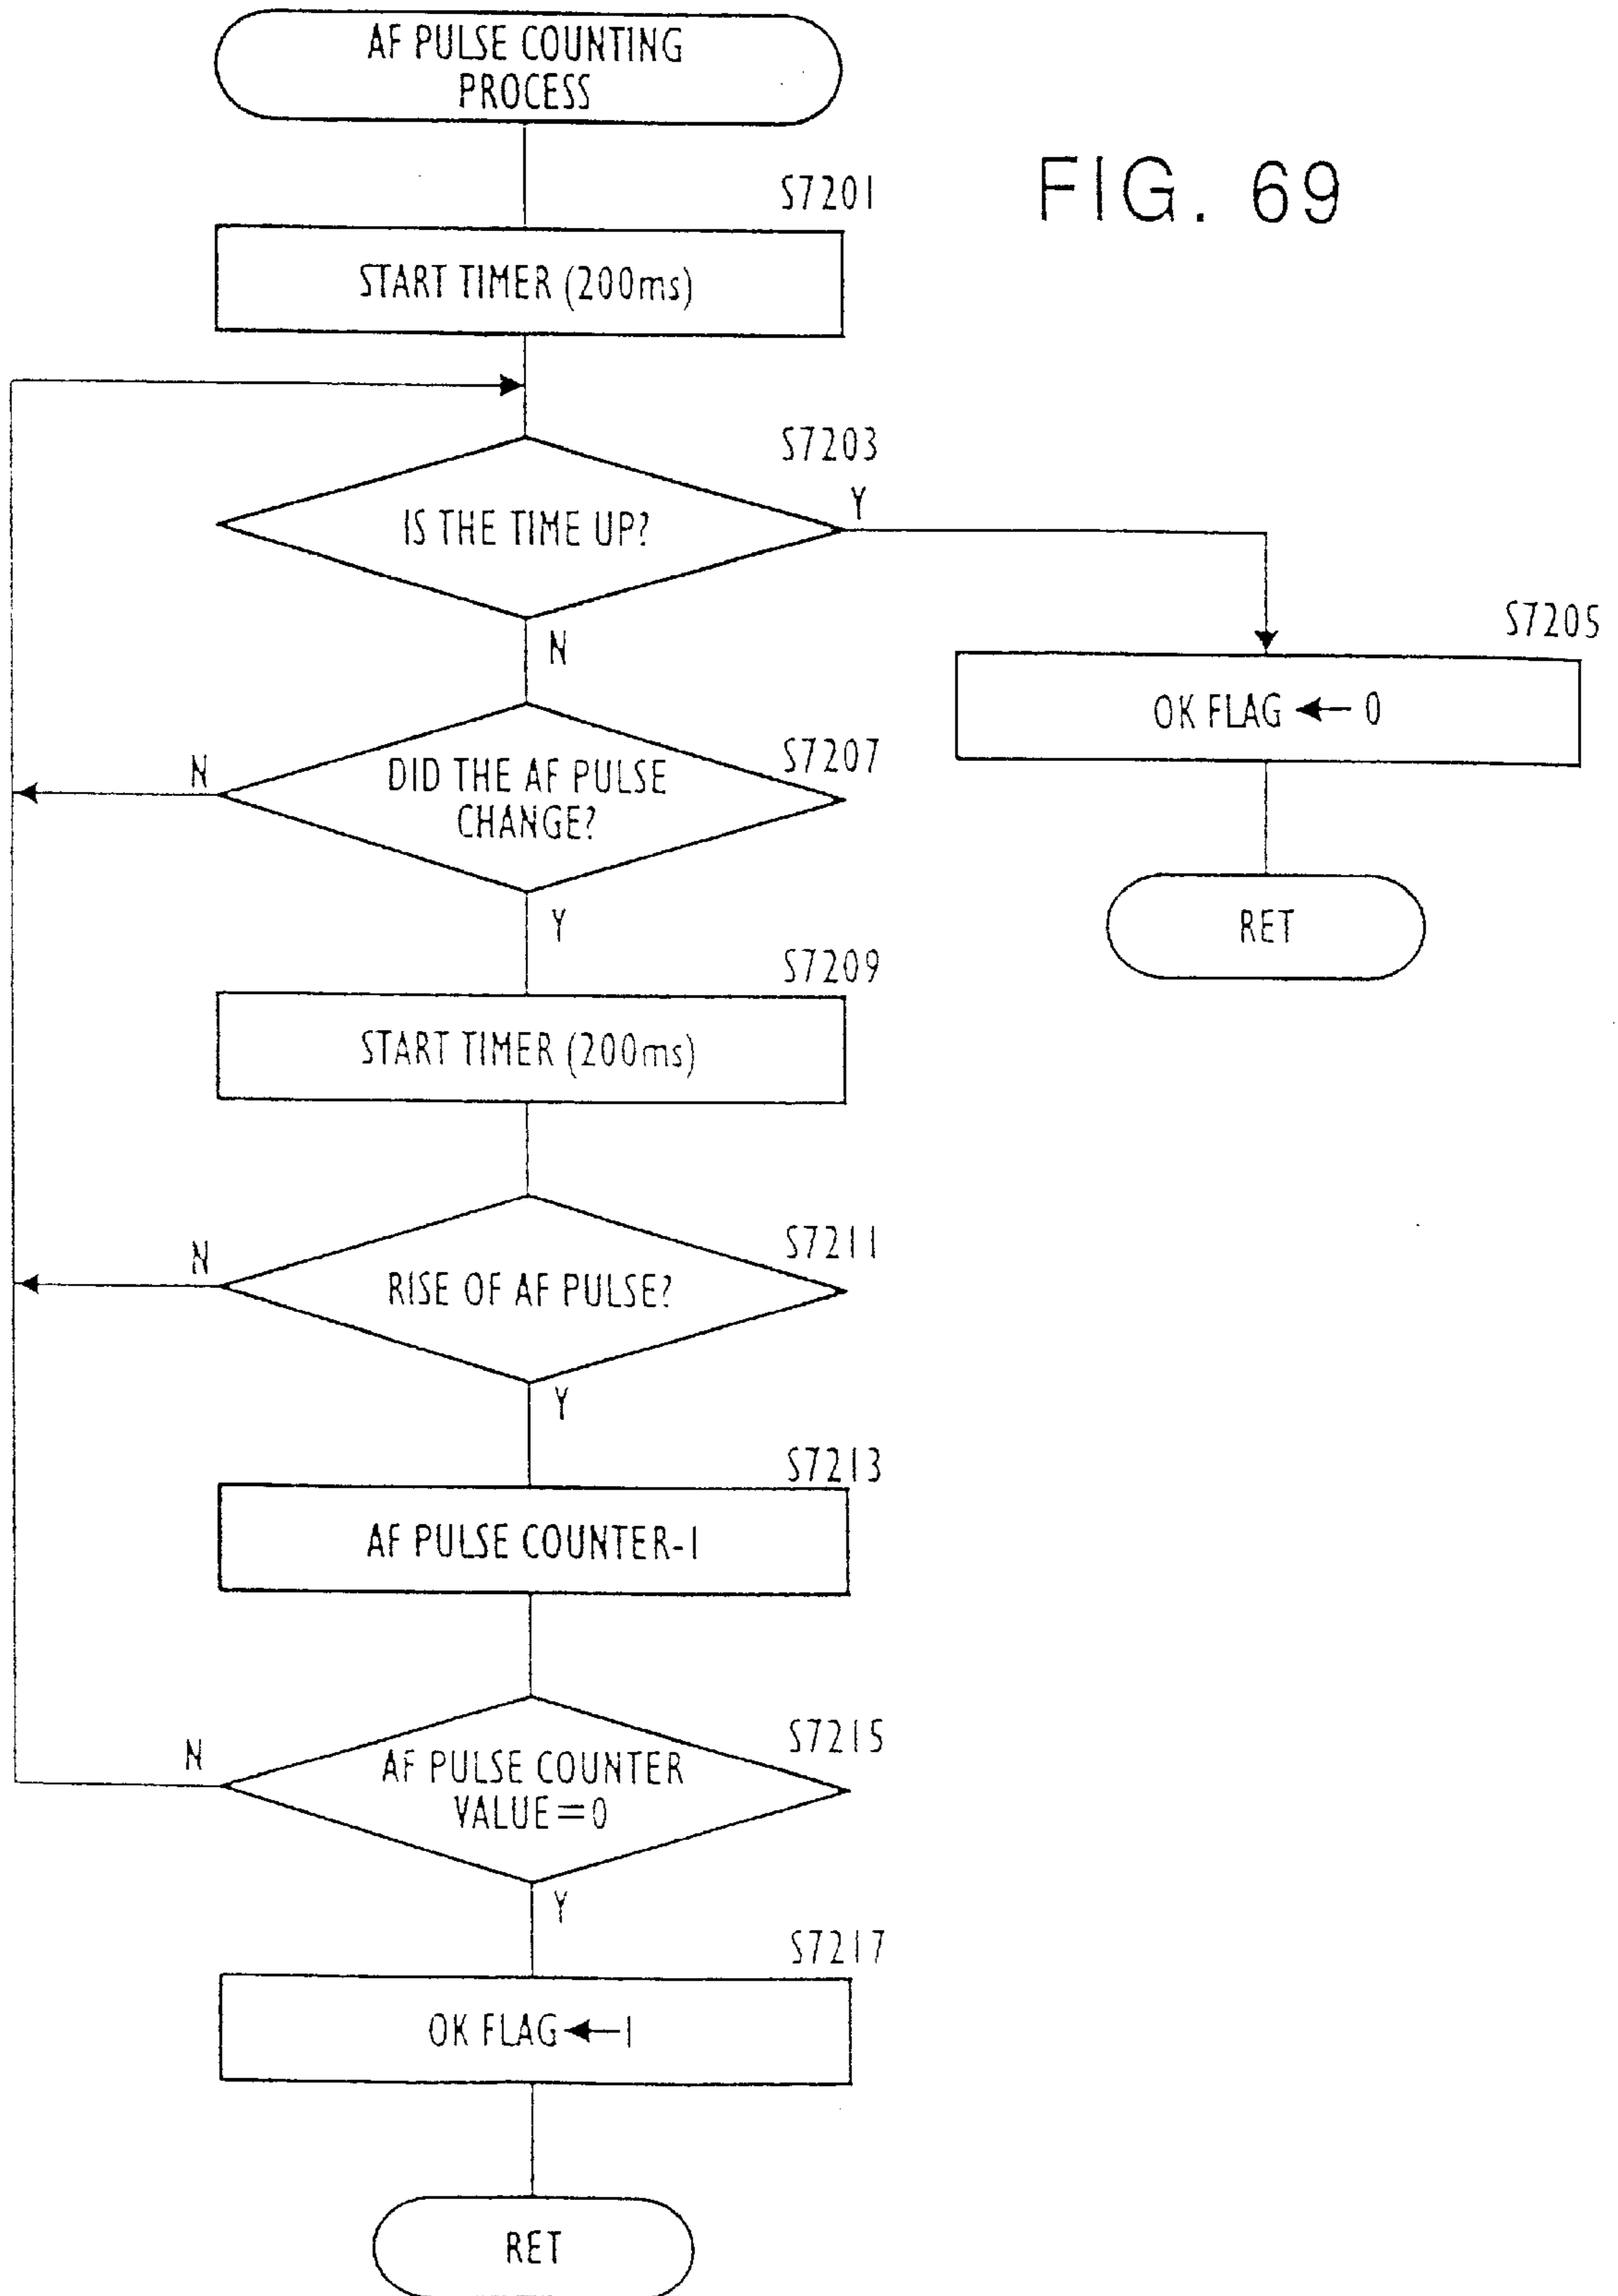 AF PULSE COUNTING
PROCESS
FIG. 69
S7201
START TIMER (200ms)
S7203
IS THE TIME UP?
Y
N
S7205
OK FLAG ← 0
RET
S7207
DID THE AF PULSE
CHANGE?
N
Y
S7209
START TIMER (200ms)
S7211
RISE OF AF PULSE?
N
Y
S7213
AF PULSE COUNTER-1
S7215
AF PULSE COUNTER
VALUE=0
N
Y
S7217
OK FLAG←1
RET